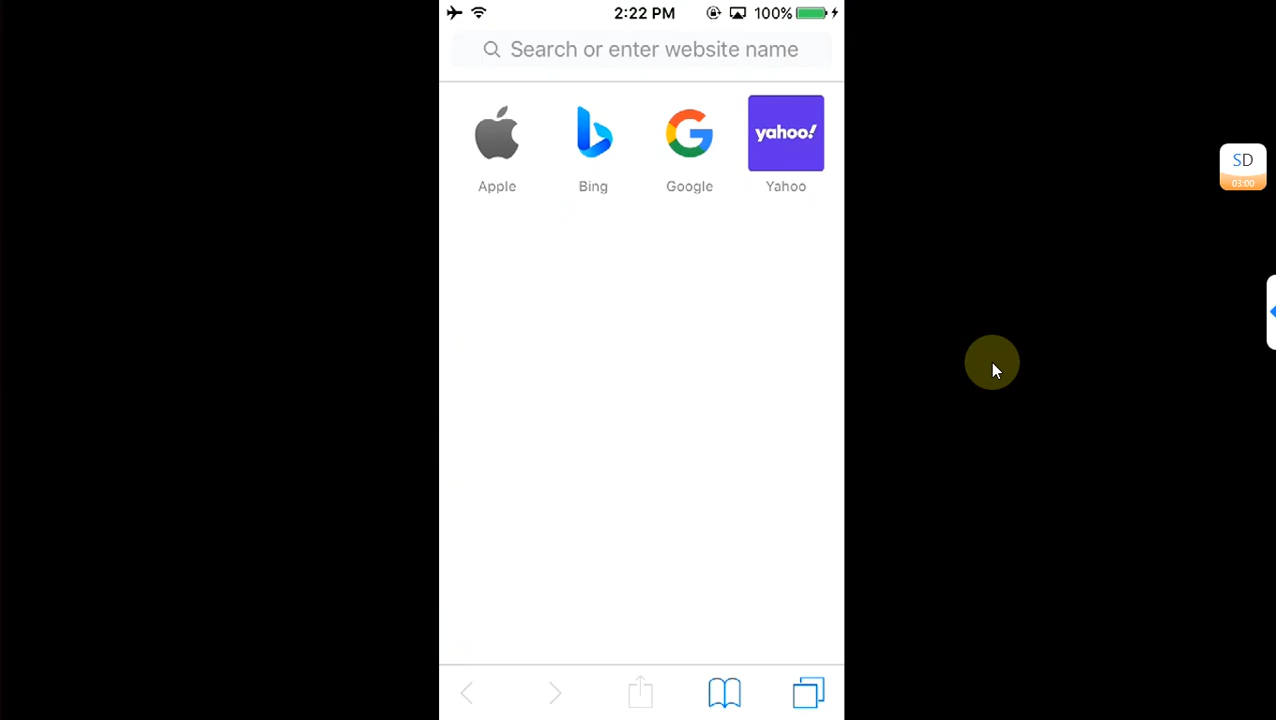 2:22 PM 100%
Search or enter website name
yahoo!
Apple Bing Google Yahoo
SD
03:00